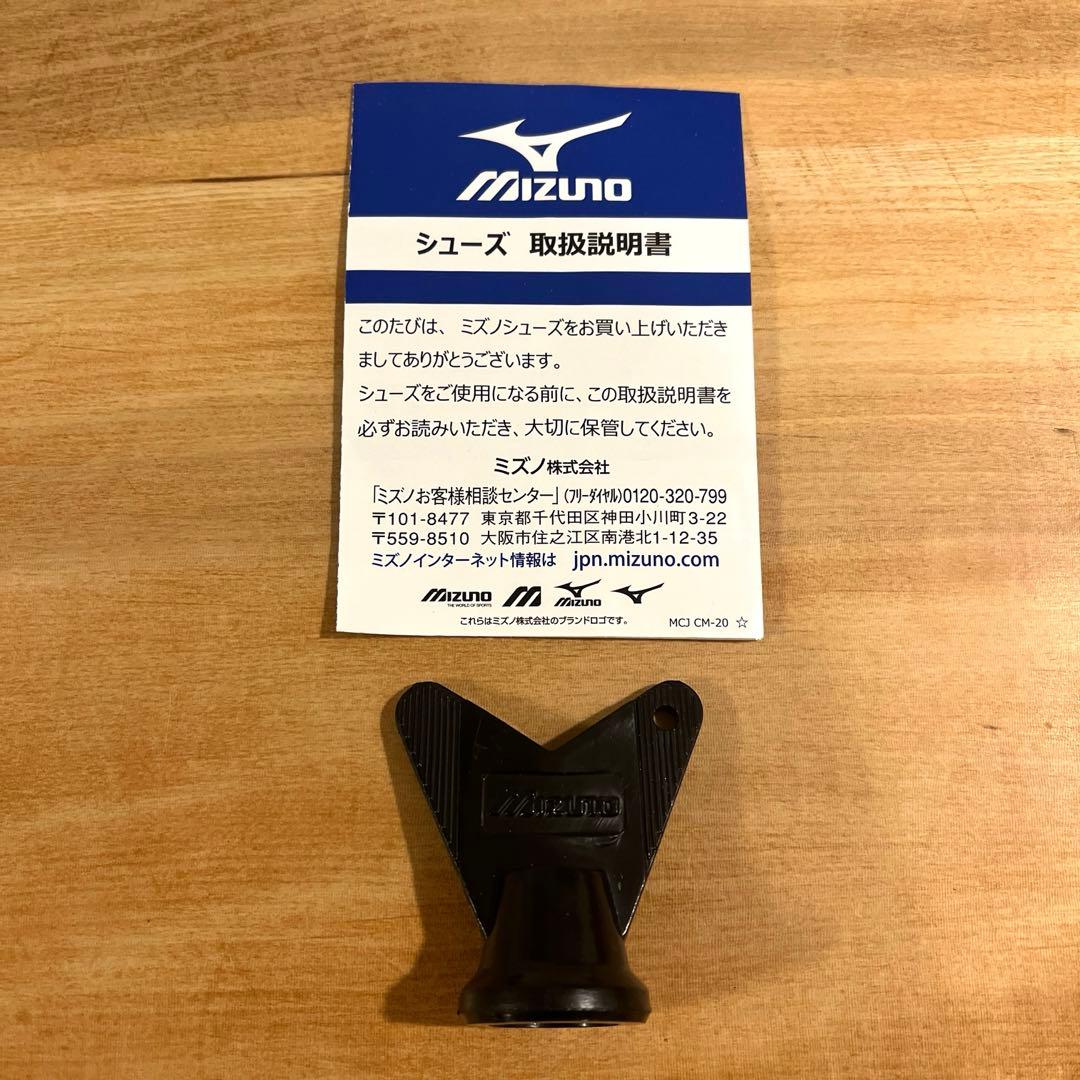 MIZUNO
シューズ 取扱説明書
このたびは、ミズノシューズをお買い上げいただき
ましてありがとうございます。
シューズをご使用になる前に、この取扱説明書を
必ずお読みいただき、大切に保管してください。
ミズノ株式会社
「ミズノお客様相談センター」(フリーダイヤル)0120-320-799
〒101-8477 東京都千代田区神田小川町3-22
〒559-8510 大阪市住之江区南港北1-12-35
ミズノインターネット情報は jpn.mizuno.com
MIZUNO
THE WORLD OF SPORTS
MIZUNO
これらはミズノ株式会社のブランドロゴです。
MCJ CM-20 ☆
MIZUNO